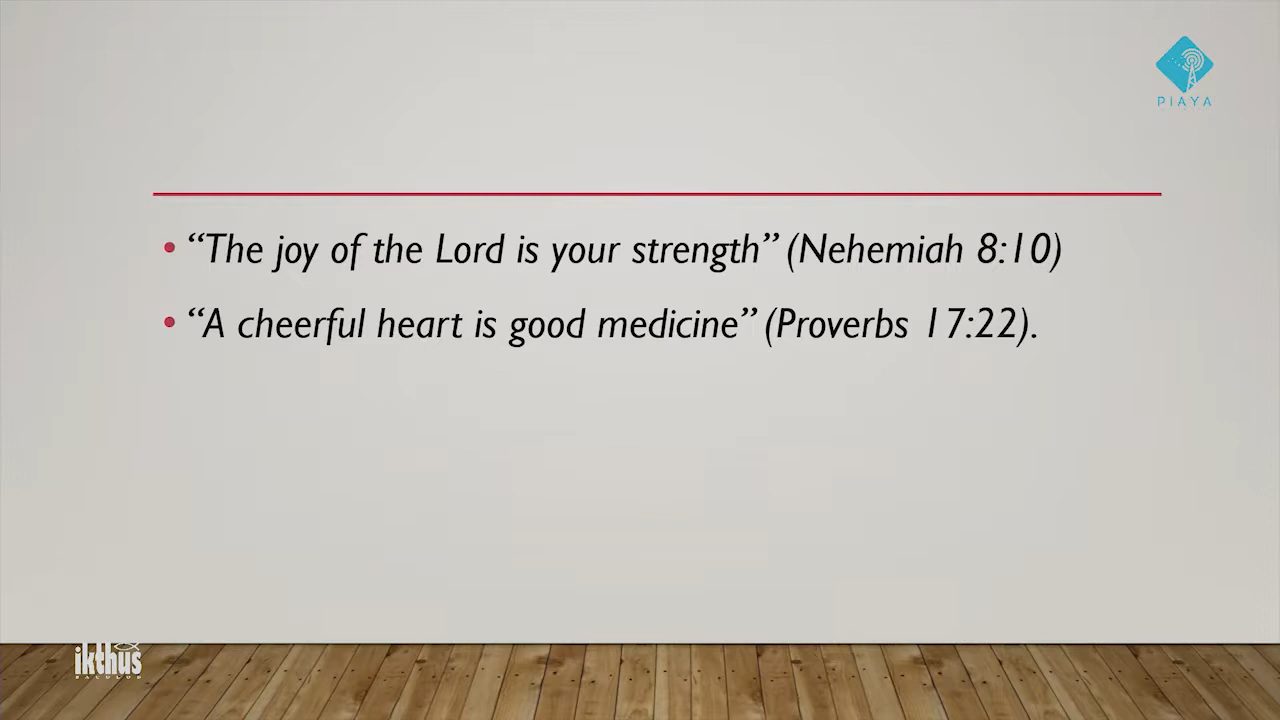 PIAYA
• “The joy of the Lord is your strength” (Nehemiah 8:10)
• “A cheerful heart is good medicine” (Proverbs 17:22).
ikthus
BACOLOD